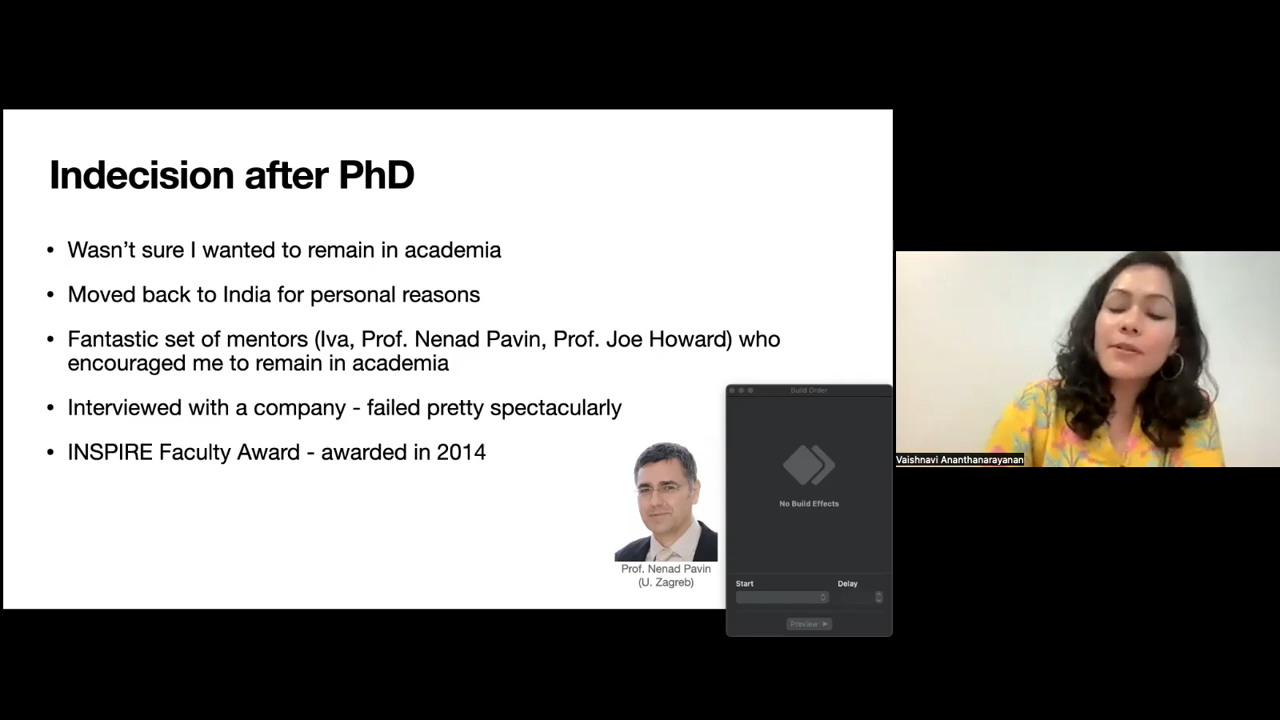 Indecision after PhD
• Wasn't sure I wanted to remain in academia
• Moved back to India for personal reasons
• Fantastic set of mentors (Iva, Prof. Nenad Pavin, Prof. Joe Howard) who
encouraged me to remain in academia
• Interviewed with a company - failed pretty spectacularly
• INSPIRE Faculty Award - awarded in 2014
Prof. Nenad Pavin
(U. Zagreb)
Build Order
No Build Effects
Start Delay
Preview
Vaishnavi Ananthanarayanan